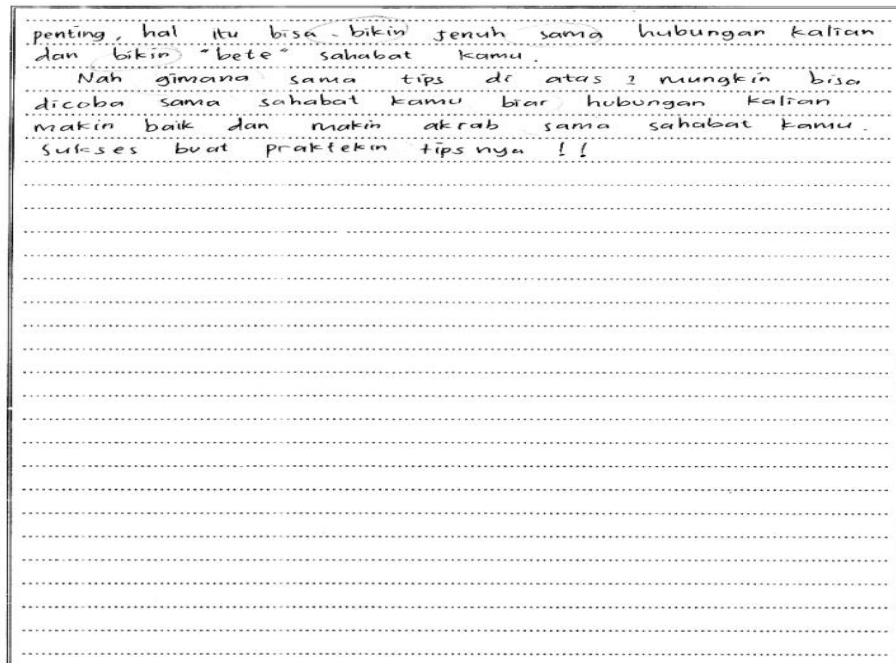 penting, hal itu bisa bikin jenuh sama hubungan kalian
dan bikin "bete" sahabat kamu.
Nah gimana sama tips di atas ? mungkin bisa
dicoba sama sahabat kamu biar hubungan kalian
makin baik dan makin akrab sama sahabat kamu.
Sukses buat praktekin tips nya !!